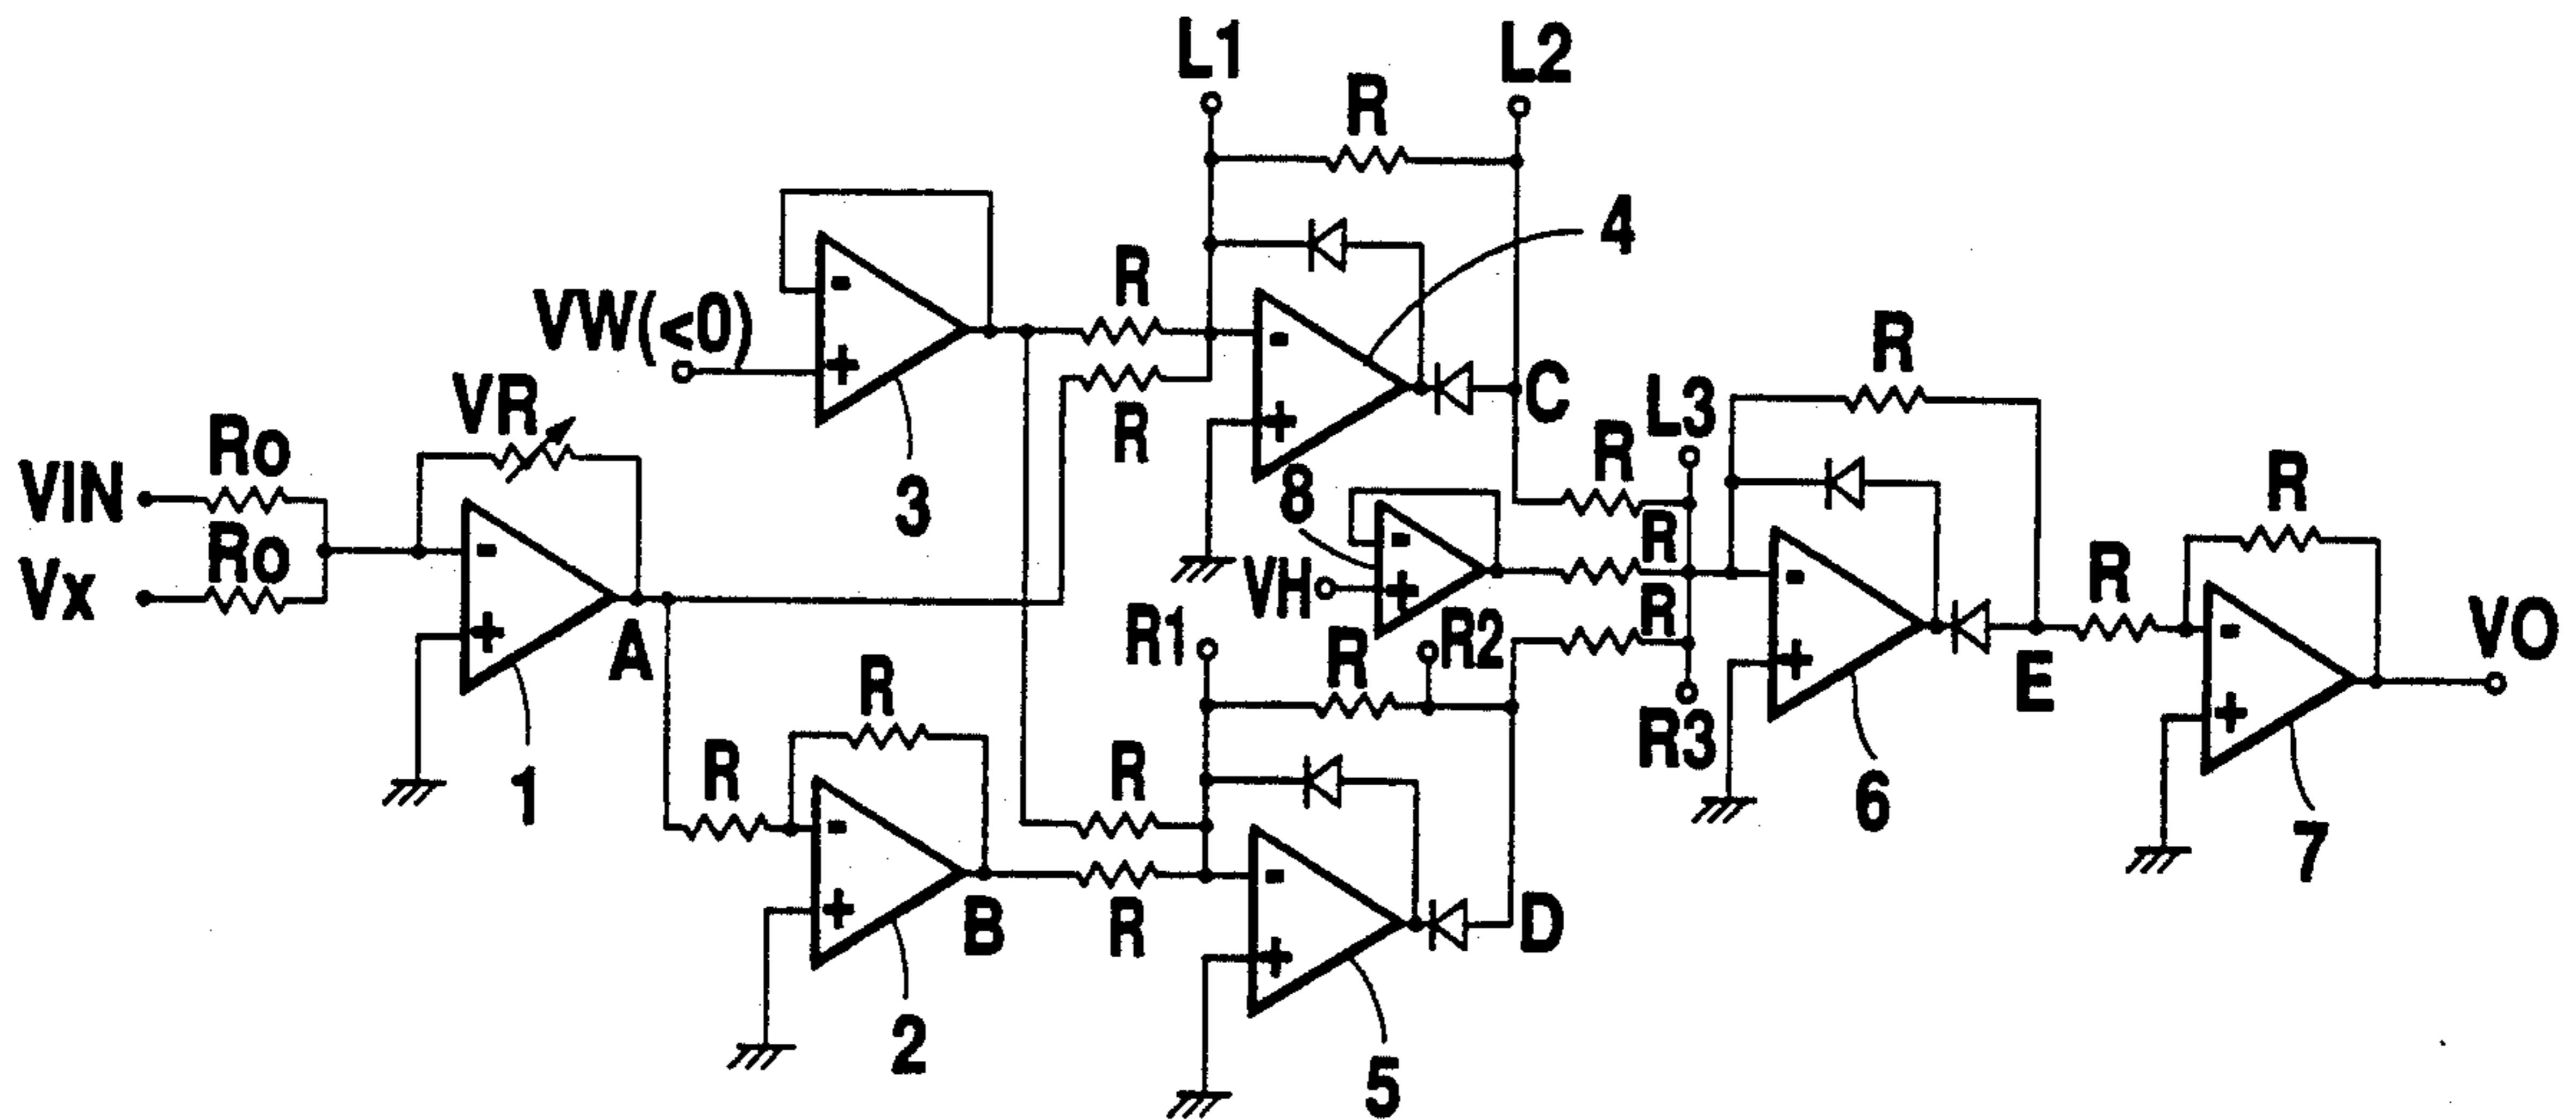 L1
L2
R
4
VW(<0)
-
+
3
R
R
-
+
C
VR
VIN
Ro
Vx
Ro
-
+
1
A
8
VH
-
+
R
L3
R
R
R3
R
-
+
6
E
R
R
-
+
7
VO
R1
R
R2
R
R
-
+
2
B
R
R
-
+
5
D